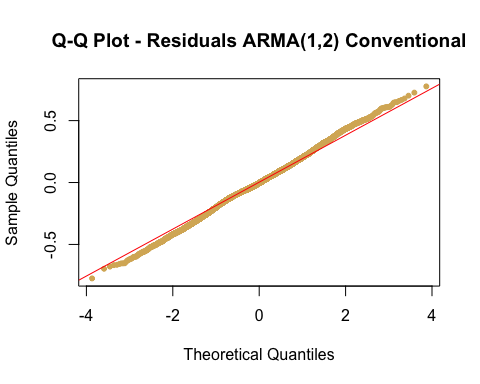 Q-Q Plot - Residuals ARMA(1,2) Conventional
Sample Quantiles
0.5
0.0
-0.5
-4 -2 0 2 4
Theoretical Quantiles